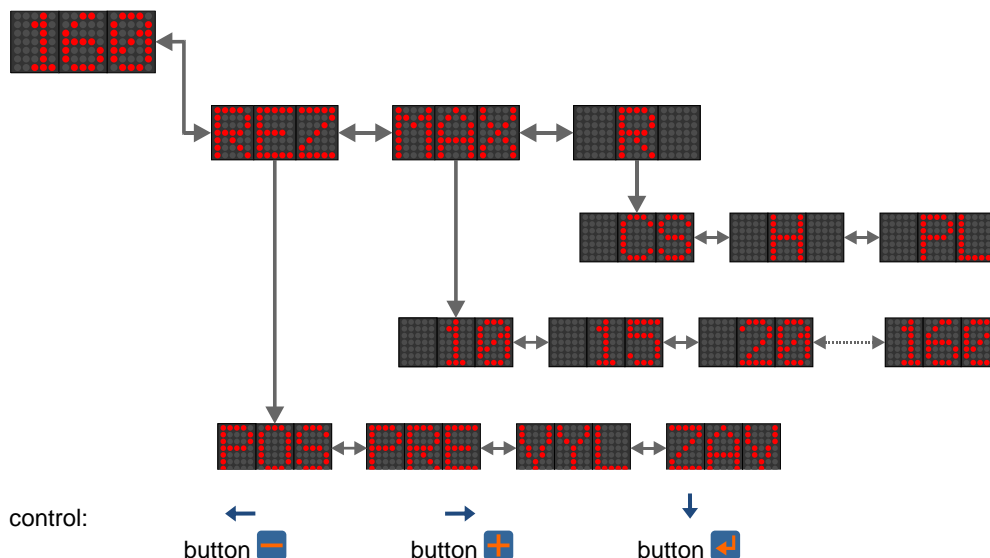 160
REZ MAX R
CS H PL
10 15 20 160
POS PRE VYL ZAV
control:
button − button + button ↵